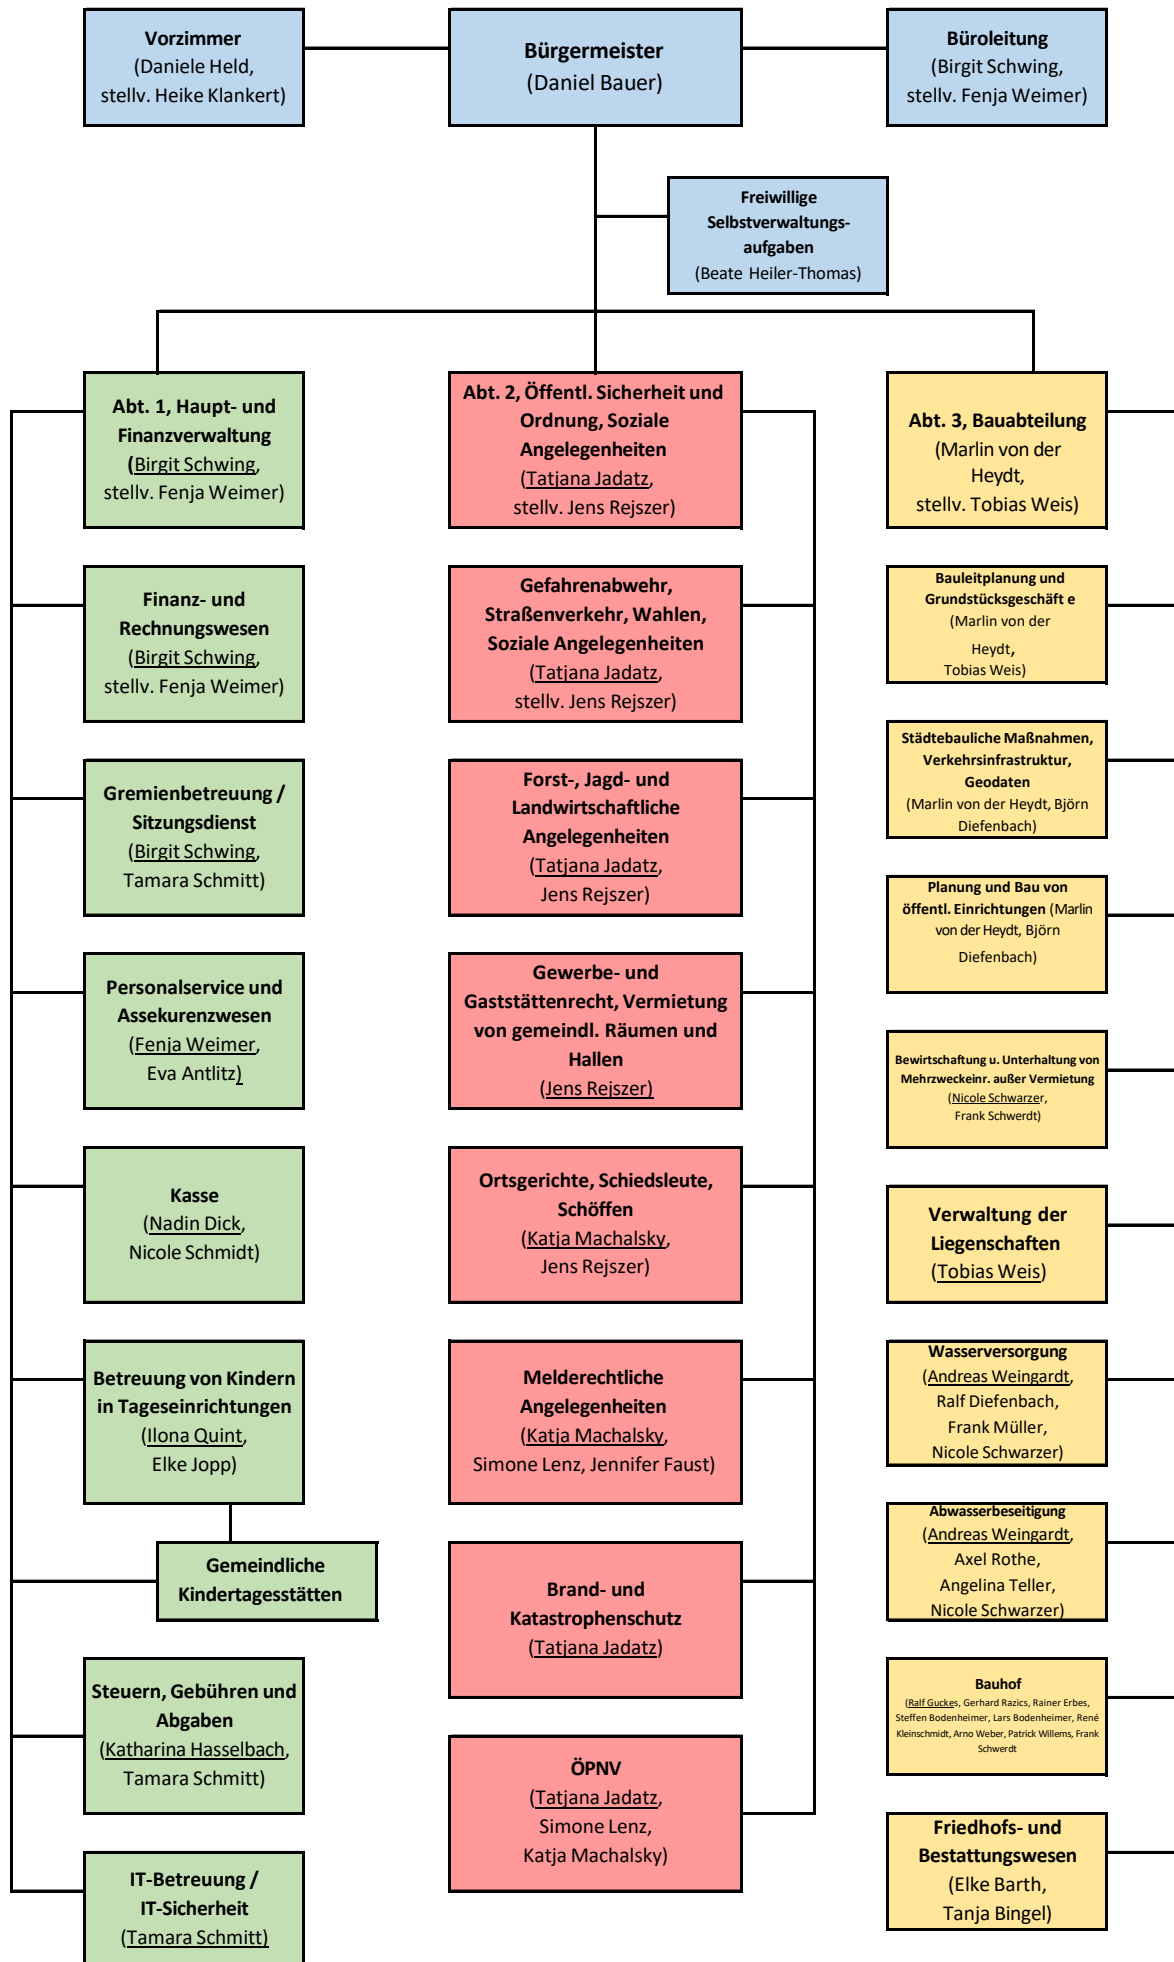 Vorzimmer
(Daniele Held,
stellv. Heike Klankert)
Bürgermeister
(Daniel Bauer)
Büroleitung
(Birgit Schwing,
stellv. Fenja Weimer)
Freiwillige
Selbstverwaltungs-
aufgaben
(Beate Heiler-Thomas)
Abt. 1, Haupt- und
Finanzverwaltung
(Birgit Schwing,
stellv. Fenja Weimer)
Finanz- und
Rechnungswesen
(Birgit Schwing,
stellv. Fenja Weimer)
Gremienbetreuung /
Sitzungsdienst
(Birgit Schwing,
Tamara Schmitt)
Personalservice und
Assekurenzwesen
(Fenja Weimer,
Eva Antlitz)
Kasse
(Nadin Dick,
Nicole Schmidt)
Betreuung von Kindern
in Tageseinrichtungen
(Ilona Quint,
Elke Jopp)
Gemeindliche
Kindertagesstätten
Steuern, Gebühren und
Abgaben
(Katharina Hasselbach,
Tamara Schmitt)
IT-Betreuung /
IT-Sicherheit
(Tamara Schmitt)
Abt. 2, Öffentl. Sicherheit und
Ordnung, Soziale
Angelegenheiten
(Tatjana Jadatz,
stellv. Jens Rejszer)
Gefahrenabwehr,
Straßenverkehr, Wahlen,
Soziale Angelegenheiten
(Tatjana Jadatz,
stellv. Jens Rejszer)
Forst-, Jagd- und
Landwirtschaftliche
Angelegenheiten
(Tatjana Jadatz,
Jens Rejszer)
Gewerbe- und
Gaststättenrecht, Vermietung
von gemeindl. Räumen und
Hallen
(Jens Rejszer)
Ortsgerichte, Schiedsleute,
Schöffen
(Katja Machalsky,
Jens Rejszer)
Melderechtliche
Angelegenheiten
(Katja Machalsky,
Simone Lenz, Jennifer Faust)
Brand- und
Katastrophenschutz
(Tatjana Jadatz)
ÖPNV
(Tatjana Jadatz,
Simone Lenz,
Katja Machalsky)
Abt. 3, Bauabteilung
(Marlin von der
Heydt,
stellv. Tobias Weis)
Bauleitplanung und
Grundstücksgeschäft e
(Marlin von der
Heydt,
Tobias Weis)
Städtebauliche Maßnahmen,
Verkehrsinfrastruktur,
Geodaten
(Marlin von der Heydt, Björn
Diefenbach)
Planung und Bau von
öffentl. Einrichtungen (Marlin
von der Heydt, Björn
Diefenbach)
Bewirtschaftung u. Unterhaltung von
Mehrzweckeinr. außer Vermietung
(Nicole Schwarzer,
Frank Schwerdt)
Verwaltung der
Liegenschaften
(Tobias Weis)
Wasserversorgung
(Andreas Weingardt,
Ralf Diefenbach,
Frank Müller,
Nicole Schwarzer)
Abwasserbeseitigung
(Andreas Weingardt,
Axel Rothe,
Angelina Teller,
Nicole Schwarzer)
Bauhof
(Ralf Guckes, Gerhard Razics, Rainer Erbes,
Steffen Bodenheimer, Lars Bodenheimer, René
Kleinschmidt, Arno Weber, Patrick Willems, Frank
Schwerdt
Friedhofs- und
Bestattungswesen
(Elke Barth,
Tanja Bingel)